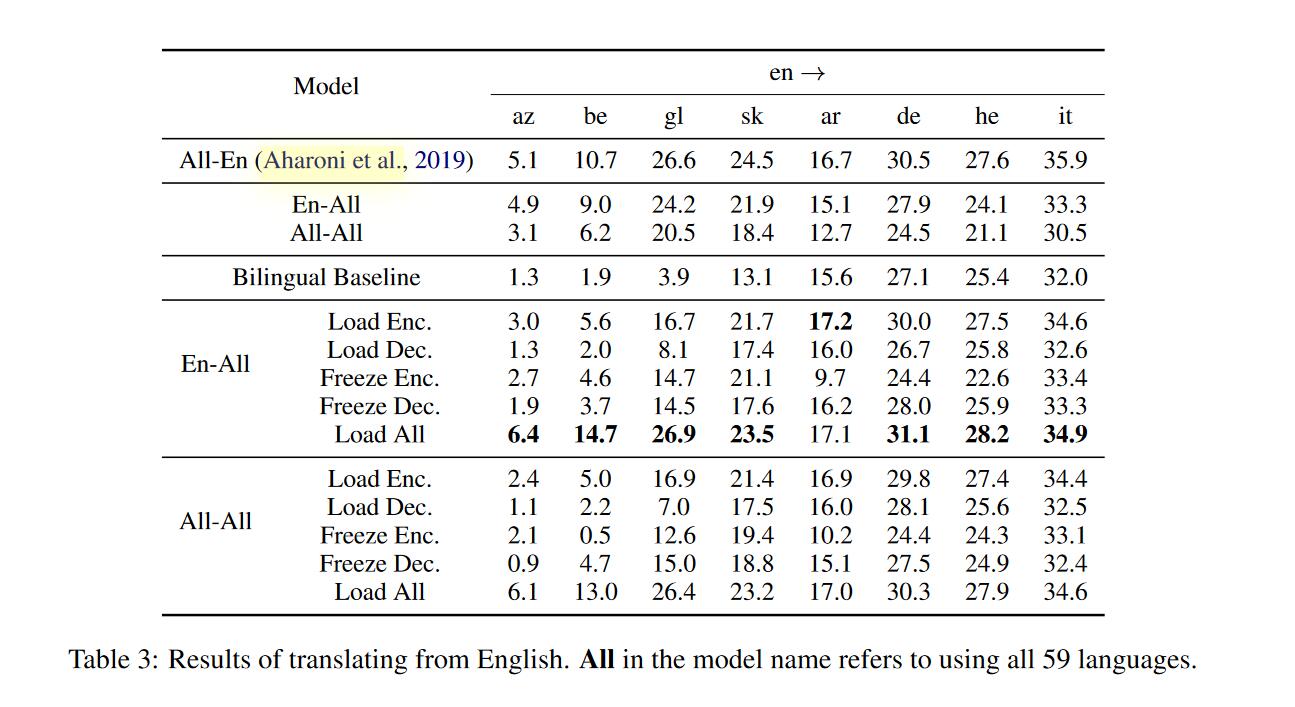 Model en →
az be gl sk ar de he it
All-En (Aharoni et al., 2019) 5.1 10.7 26.6 24.5 16.7 30.5 27.6 35.9
En-All 4.9 9.0 24.2 21.9 15.1 27.9 24.1 33.3
All-All 3.1 6.2 20.5 18.4 12.7 24.5 21.1 30.5
Bilingual Baseline 1.3 1.9 3.9 13.1 15.6 27.1 25.4 32.0
En-All
Load Enc. 3.0 5.6 16.7 21.7 17.2 30.0 27.5 34.6
Load Dec. 1.3 2.0 8.1 17.4 16.0 26.7 25.8 32.6
Freeze Enc. 2.7 4.6 14.7 21.1 9.7 24.4 22.6 33.4
Freeze Dec. 1.9 3.7 14.5 17.6 16.2 28.0 25.9 33.3
Load All 6.4 14.7 26.9 23.5 17.1 31.1 28.2 34.9
All-All
Load Enc. 2.4 5.0 16.9 21.4 16.9 29.8 27.4 34.4
Load Dec. 1.1 2.2 7.0 17.5 16.0 28.1 25.6 32.5
Freeze Enc. 2.1 0.5 12.6 19.4 10.2 24.4 24.3 33.1
Freeze Dec. 0.9 4.7 15.0 18.8 15.1 27.5 24.9 32.4
Load All 6.1 13.0 26.4 23.2 17.0 30.3 27.9 34.6
Table 3: Results of translating from English. All in the model name refers to using all 59 languages.